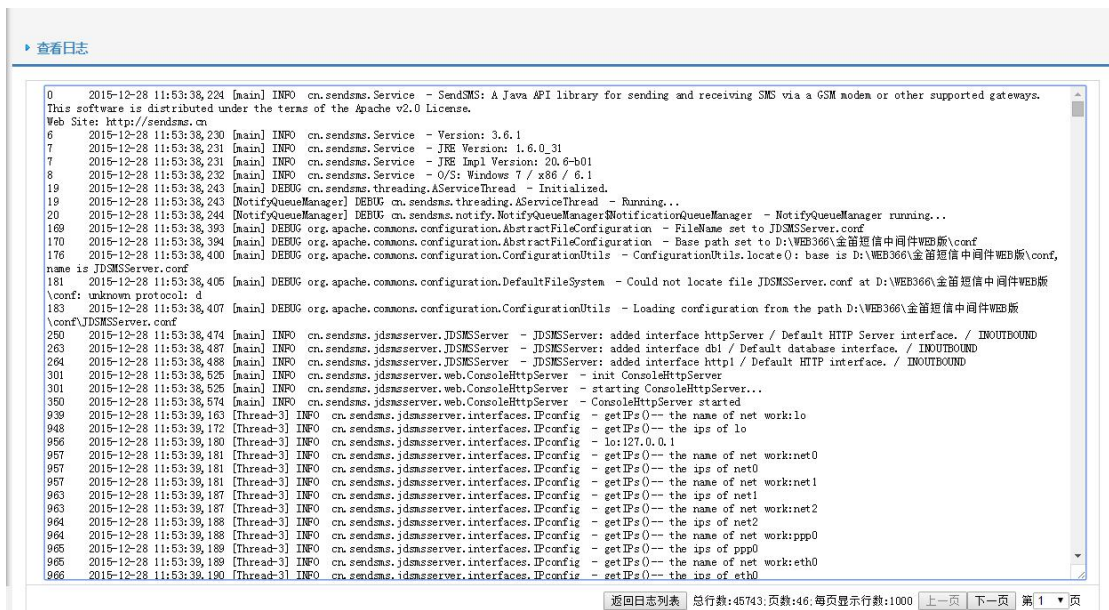 查看日志
0 2015-12-28 11:53:38,224 [main] INFO cn.sendsms.Service - SendSMS: A Java API library for sending and receiving SMS via a GSM modem or other supported gateways.
This software is distributed under the terms of the Apache v2.0 License.
Web Site: http://sendsms.cn
6 2015-12-28 11:53:38,230 [main] INFO cn.sendsms.Service - Version: 3.6.1
7 2015-12-28 11:53:38,231 [main] INFO cn.sendsms.Service - JRE Version: 1.6.0_31
7 2015-12-28 11:53:38,231 [main] INFO cn.sendsms.Service - JRE Impl Version: 20.6-b01
8 2015-12-28 11:53:38,232 [main] INFO cn.sendsms.Service - O/S: Windows 7 / x86 / 6.1
19 2015-12-28 11:53:38,243 [main] DEBUG cn.sendsms.threading.AServiceThread - Initialized.
19 2015-12-28 11:53:38,243 [NotifyQueueManager] DEBUG cn.sendsms.threading.AServiceThread - Running...
20 2015-12-28 11:53:38,244 [NotifyQueueManager] DEBUG cn.sendsms.notify.NotifyQueueManager$NotificationQueueManager - NotifyQueueManager running...
169 2015-12-28 11:53:38,393 [main] DEBUG org.apache.commons.configuration.AbstractFileConfiguration - FileName set to JDSMSServer.conf
170 2015-12-28 11:53:38,394 [main] DEBUG org.apache.commons.configuration.AbstractFileConfiguration - Base path set to D:\WEB366\金笛短信中间件WEB版\conf
176 2015-12-28 11:53:38,400 [main] DEBUG org.apache.commons.configuration.ConfigurationUtils - ConfigurationUtils.locate(): base is D:\WEB366\金笛短信中间件WEB版\conf,
name is JDSMSServer.conf
181 2015-12-28 11:53:38,405 [main] DEBUG org.apache.commons.configuration.DefaultFileSystem - Could not locate file JDSMSServer.conf at D:\WEB366\金笛短信中间件WEB版
\conf: unknown protocol: d
183 2015-12-28 11:53:38,407 [main] DEBUG org.apache.commons.configuration.ConfigurationUtils - Loading configuration from the path D:\WEB366\金笛短信中间件WEB版
\conf\JDSMSServer.conf
250 2015-12-28 11:53:38,474 [main] INFO cn.sendsms.jdsmsserver.JDSMSServer - JDSMSServer: added interface httpServer / Default HTTP Server interface. / INOUTBOUND
263 2015-12-28 11:53:38,487 [main] INFO cn.sendsms.jdsmsserver.JDSMSServer - JDSMSServer: added interface db1 / Default database interface. / INOUTBOUND
264 2015-12-28 11:53:38,488 [main] INFO cn.sendsms.jdsmsserver.JDSMSServer - JDSMSServer: added interface http1 / Default HTTP interface. / INOUTBOUND
301 2015-12-28 11:53:38,525 [main] INFO cn.sendsms.jdsmsserver.web.ConsoleHttpServer - init ConsoleHttpServer
301 2015-12-28 11:53:38,525 [main] INFO cn.sendsms.jdsmsserver.web.ConsoleHttpServer - starting ConsoleHttpServer...
350 2015-12-28 11:53:38,574 [main] INFO cn.sendsms.jdsmsserver.web.ConsoleHttpServer - ConsoleHttpServer started
939 2015-12-28 11:53:39,163 [Thread-3] INFO cn.sendsms.jdsmsserver.interfaces.IPconfig - getIPs()-- the name of net work:lo
948 2015-12-28 11:53:39,172 [Thread-3] INFO cn.sendsms.jdsmsserver.interfaces.IPconfig - getIPs()-- the ips of lo
956 2015-12-28 11:53:39,180 [Thread-3] INFO cn.sendsms.jdsmsserver.interfaces.IPconfig - lo:127.0.0.1
957 2015-12-28 11:53:39,181 [Thread-3] INFO cn.sendsms.jdsmsserver.interfaces.IPconfig - getIPs()-- the name of net work:net0
957 2015-12-28 11:53:39,181 [Thread-3] INFO cn.sendsms.jdsmsserver.interfaces.IPconfig - getIPs()-- the ips of net0
957 2015-12-28 11:53:39,181 [Thread-3] INFO cn.sendsms.jdsmsserver.interfaces.IPconfig - getIPs()-- the name of net work:net1
963 2015-12-28 11:53:39,187 [Thread-3] INFO cn.sendsms.jdsmsserver.interfaces.IPconfig - getIPs()-- the ips of net1
963 2015-12-28 11:53:39,187 [Thread-3] INFO cn.sendsms.jdsmsserver.interfaces.IPconfig - getIPs()-- the name of net work:net2
964 2015-12-28 11:53:39,188 [Thread-3] INFO cn.sendsms.jdsmsserver.interfaces.IPconfig - getIPs()-- the ips of net2
964 2015-12-28 11:53:39,188 [Thread-3] INFO cn.sendsms.jdsmsserver.interfaces.IPconfig - getIPs()-- the name of net work:ppp0
965 2015-12-28 11:53:39,189 [Thread-3] INFO cn.sendsms.jdsmsserver.interfaces.IPconfig - getIPs()-- the ips of ppp0
965 2015-12-28 11:53:39,189 [Thread-3] INFO cn.sendsms.jdsmsserver.interfaces.IPconfig - getIPs()-- the name of net work:eth0
966 2015-12-28 11:53:39,190 [Thread-3] INFO cn.sendsms.jdsmsserver.interfaces.IPconfig - getIPs()-- the ips of eth0
返回日志列表 总行数:45743;页数:46;每页显示行数:1000 上一页 下一页 第 1 页